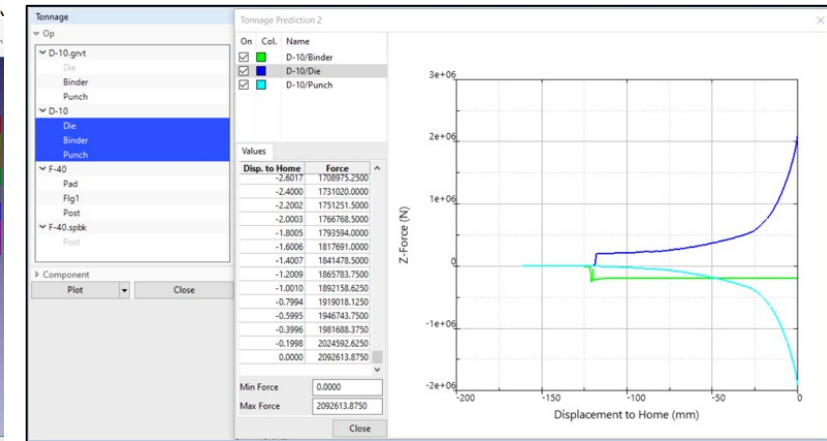 Tonnage
Op
D-10.grvt
Die
Binder
Punch
D-10
Die
Binder
Punch
F-40
Pad
Flg1
Post
F-40.spbk
Post
Component
Plot
Close
Tonnage Prediction 2
On Col. Name
D-10/Binder
D-10/Die
D-10/Punch
Values
Disp. to Home Force
-2.6017 1708975.2500
-2.4000 1731020.0000
-2.2002 1751251.5000
-2.0003 1766768.5000
-1.8005 1793594.0000
-1.6006 1817691.0000
-1.4007 1841478.5000
-1.2009 1865783.7500
-1.0010 1892158.6250
-0.7994 1919018.1250
-0.5995 1946743.7500
-0.3996 1981688.3750
-0.1998 2024592.6250
0.0000 2092613.8750
Min Force 0.0000
Max Force 2092613.8750
Close
Z-Force (N)
3e+06
2e+06
1e+06
0
-1e+06
-2e+06
-200 -150 -100 -50 0
Displacement to Home (mm)